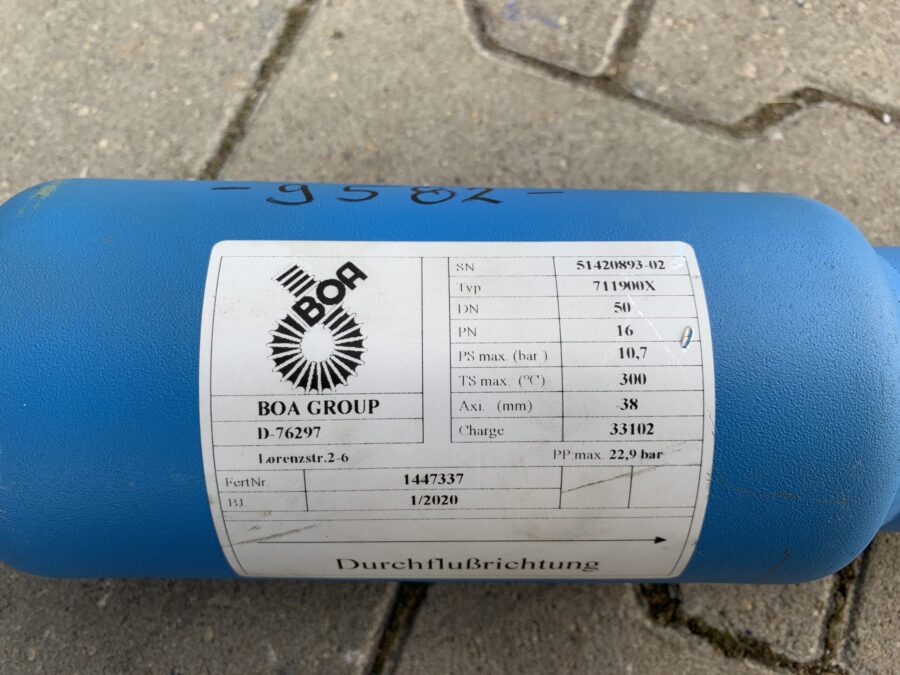 - 9582 -
BOA
BOA GROUP
D-76297
Lorenzstr.2-6
SN 51420893-02
Typ 711900X
DN 50
PN 16
PS max. (bar ) 10,7
TS max. (ºC) 300
Axi. (mm) -38
Charge 33102
PP:max. 22,9 bar
FertNr. 1447337
BJ 1/2020
Durchflußrichtung